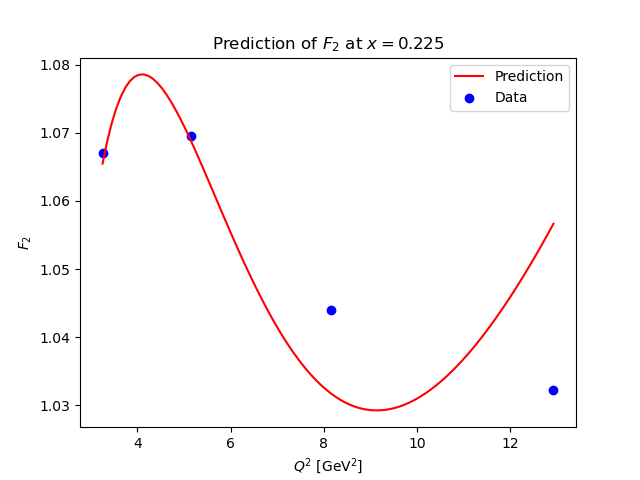 Prediction of $F_2$ at $x = 0.225$
1.08
1.07
1.06
1.05
1.04
1.03
$F_2$
Prediction
Data
4 6 8 10 12
$Q^2$ [GeV$^2$]